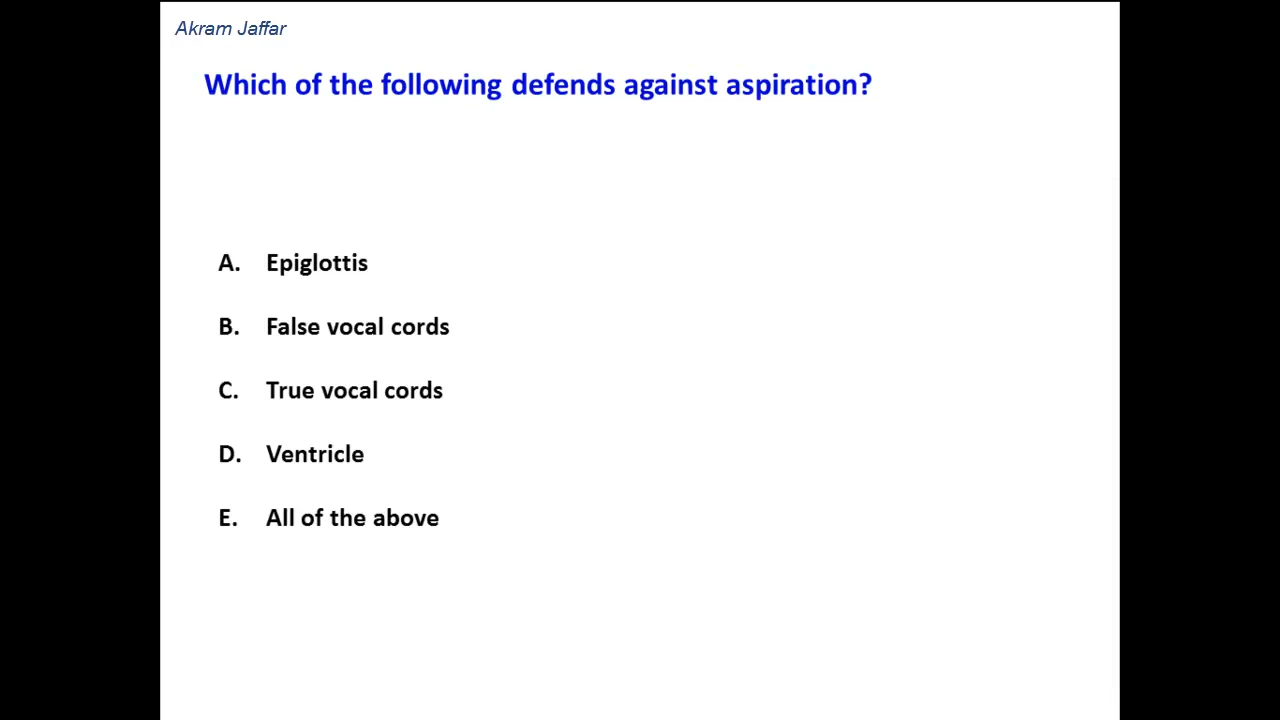 Akram Jaffar
Which of the following defends against aspiration?
A. Epiglottis
B. False vocal cords
C. True vocal cords
D. Ventricle
E. All of the above